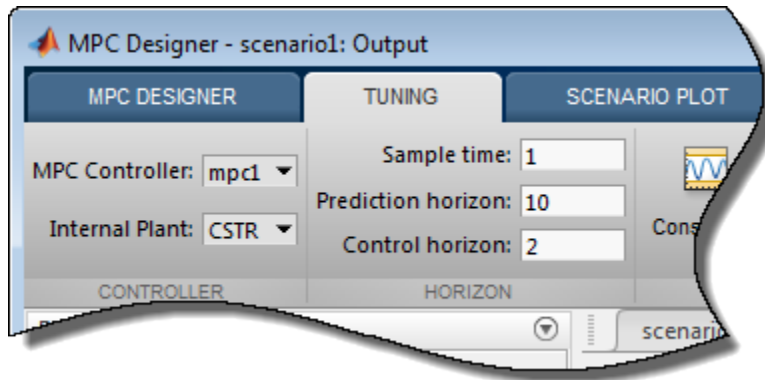 MPC Designer - scenario1: Output
MPC DESIGNER TUNING SCENARIO PLOT
MPC Controller: mpc1 Sample time: 1
Prediction horizon: 10
Internal Plant: CSTR Control horizon: 2
CONTROLLER HORIZON